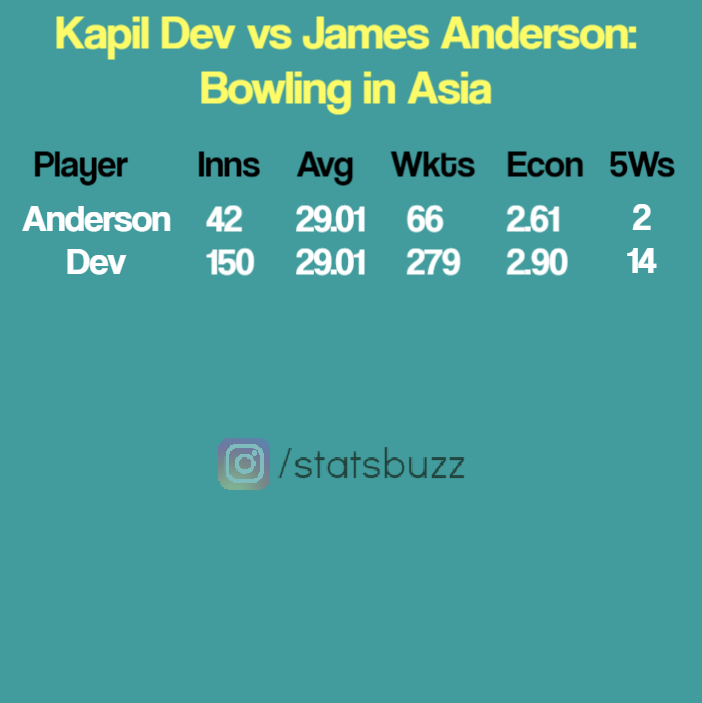 Kapil Dev vs James Anderson:
Bowling in Asia
Player Inns Avg Wkts Econ 5Ws
Anderson 42 29.01 66 2.61 2
Dev 150 29.01 279 2.90 14
/statsbuzz